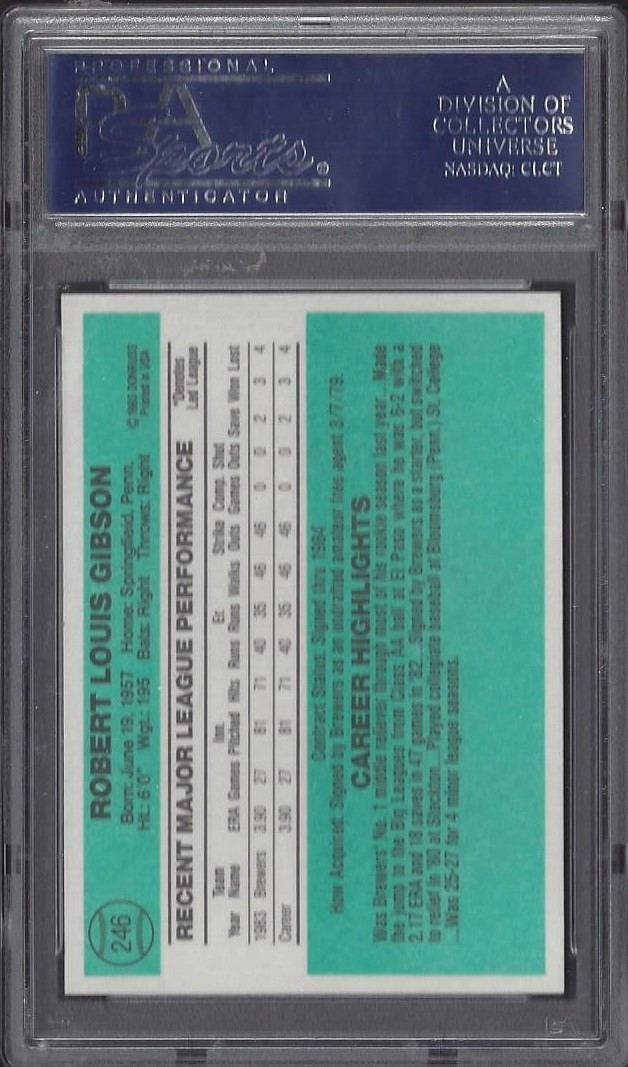 PROFESSIONAL
PSA
Sports®
AUTHENTICATOR
A
DIVISION OF
COLLECTORS
UNIVERSE
NASDAQ: CLCT
246
ROBERT LOUIS GIBSON
Born: June 19, 1957 Home: Springfield, Penn.
Ht.: 6'0" Wgt.: 195 Bats: Right Throws: Right
© 1983 DONRUSS
Printed in USA
RECENT MAJOR LEAGUE PERFORMANCE
*Denotes
Led League
Team Inn. Er. Strike Comp. Shut
Year Name ERA Games Pitched Hits Runs Runs Walks Outs Games Outs Save Won Lost
1983 Brewers 3.90 27 81 71 40 35 46 46 0 0 2 3 4
Career 3.90 27 81 71 40 35 46 46 0 0 2 3 4
Contract Status: Signed thru 1984
How Acquired: Signed by Brewers as an undrafted amateur free agent 3/7/79.
CAREER HIGHLIGHTS
Was Brewers' No. 1 middle reliever through most of his rookie season last year...Made
the jump to the Big Leagues from Class AA ball at El Paso where he was 6-2 with a
2.17 ERA and 18 saves in 47 games in '82...Signed by Brewers as a starter, but switched
to relief in '80 at Stockton...Played collegiate baseball at Bloomsburg (Penn.) St. College
...Was 25-27 for 4 minor league seasons.